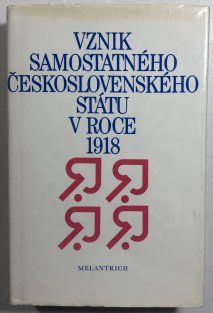 VZNIK
SAMOSTATNÉHO
ČESKOSLOVENSKÉHO
STÁTU
V ROCE
1918
MELANTRICH